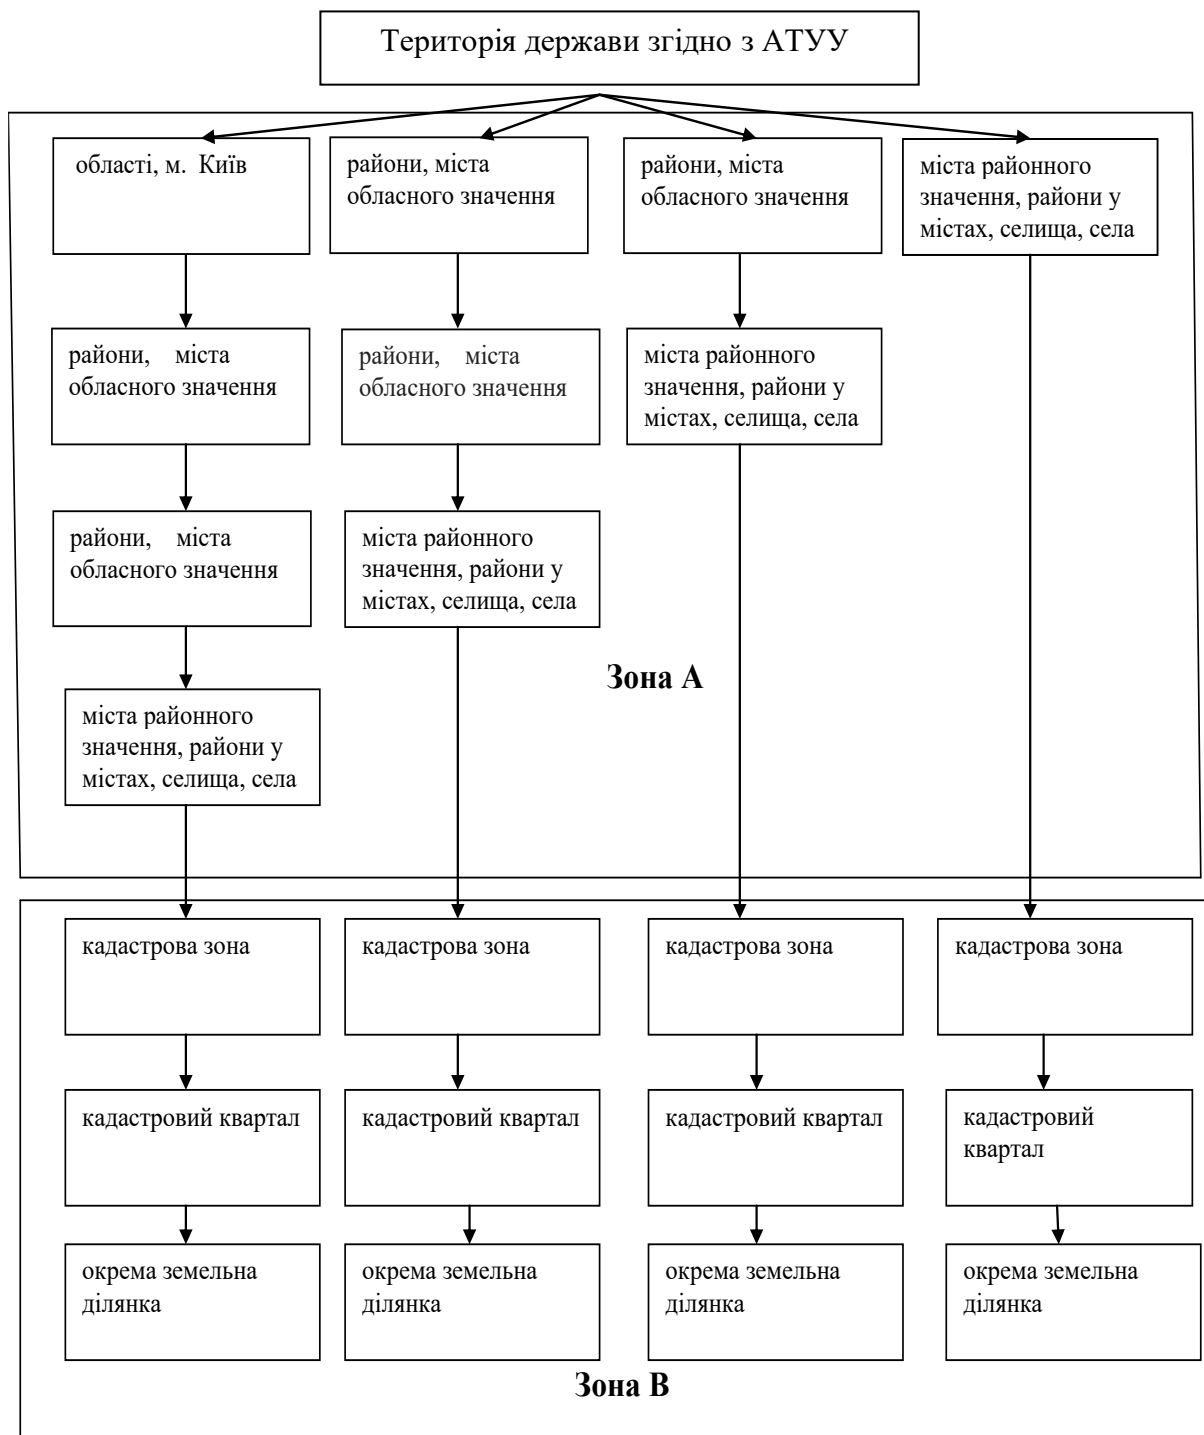 Територія держави згідно з АТУУ
області, м. Київ
райони, міста
обласного значення
райони, міста
обласного значення
міста районного
значення, райони у
містах, селища, села
райони, міста
обласного значення
райони, міста
обласного значення
міста районного
значення, райони у
містах, селища, села
райони, міста
обласного значення
міста районного
значення, райони у
містах, селища, села
Зона А
міста районного
значення, райони у
містах, селища, села
кадастрова зона
кадастрова зона
кадастрова зона
кадастрова зона
кадастровий квартал
кадастровий квартал
кадастровий квартал
кадастровий
квартал
окрема земельна
ділянка
окрема земельна
ділянка
окрема земельна
ділянка
окрема земельна
ділянка
Зона В